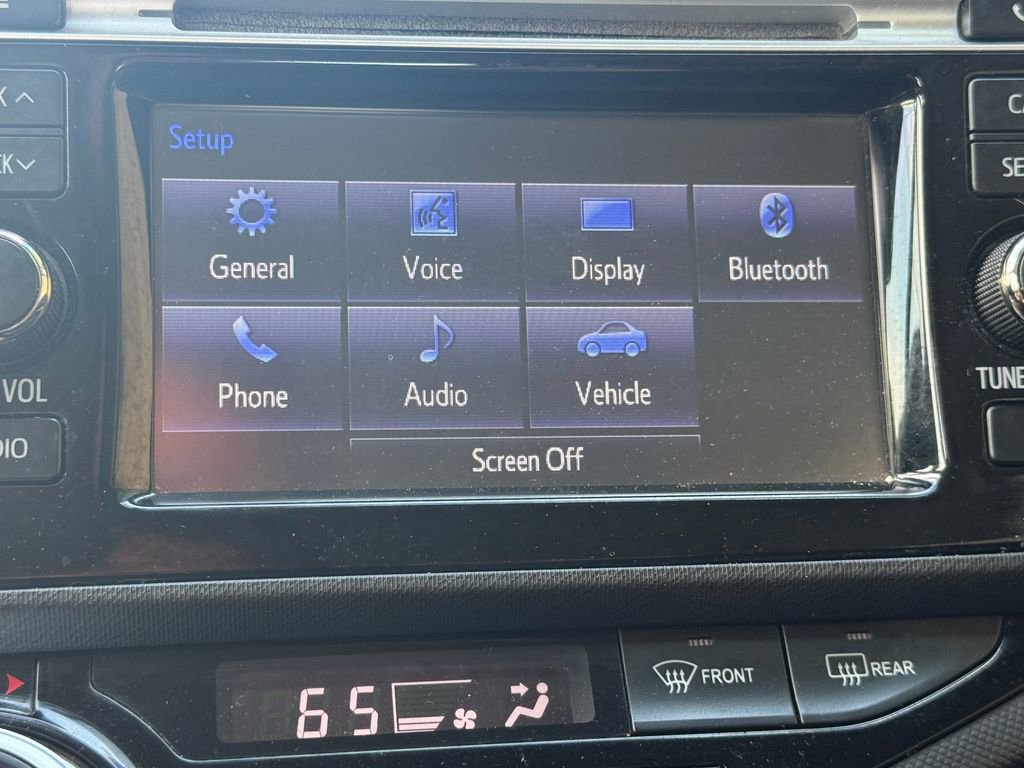 Setup
General
Voice
Display
Bluetooth
Phone
Audio
Vehicle
Screen Off
VOL
TUNE
65
FRONT
REAR